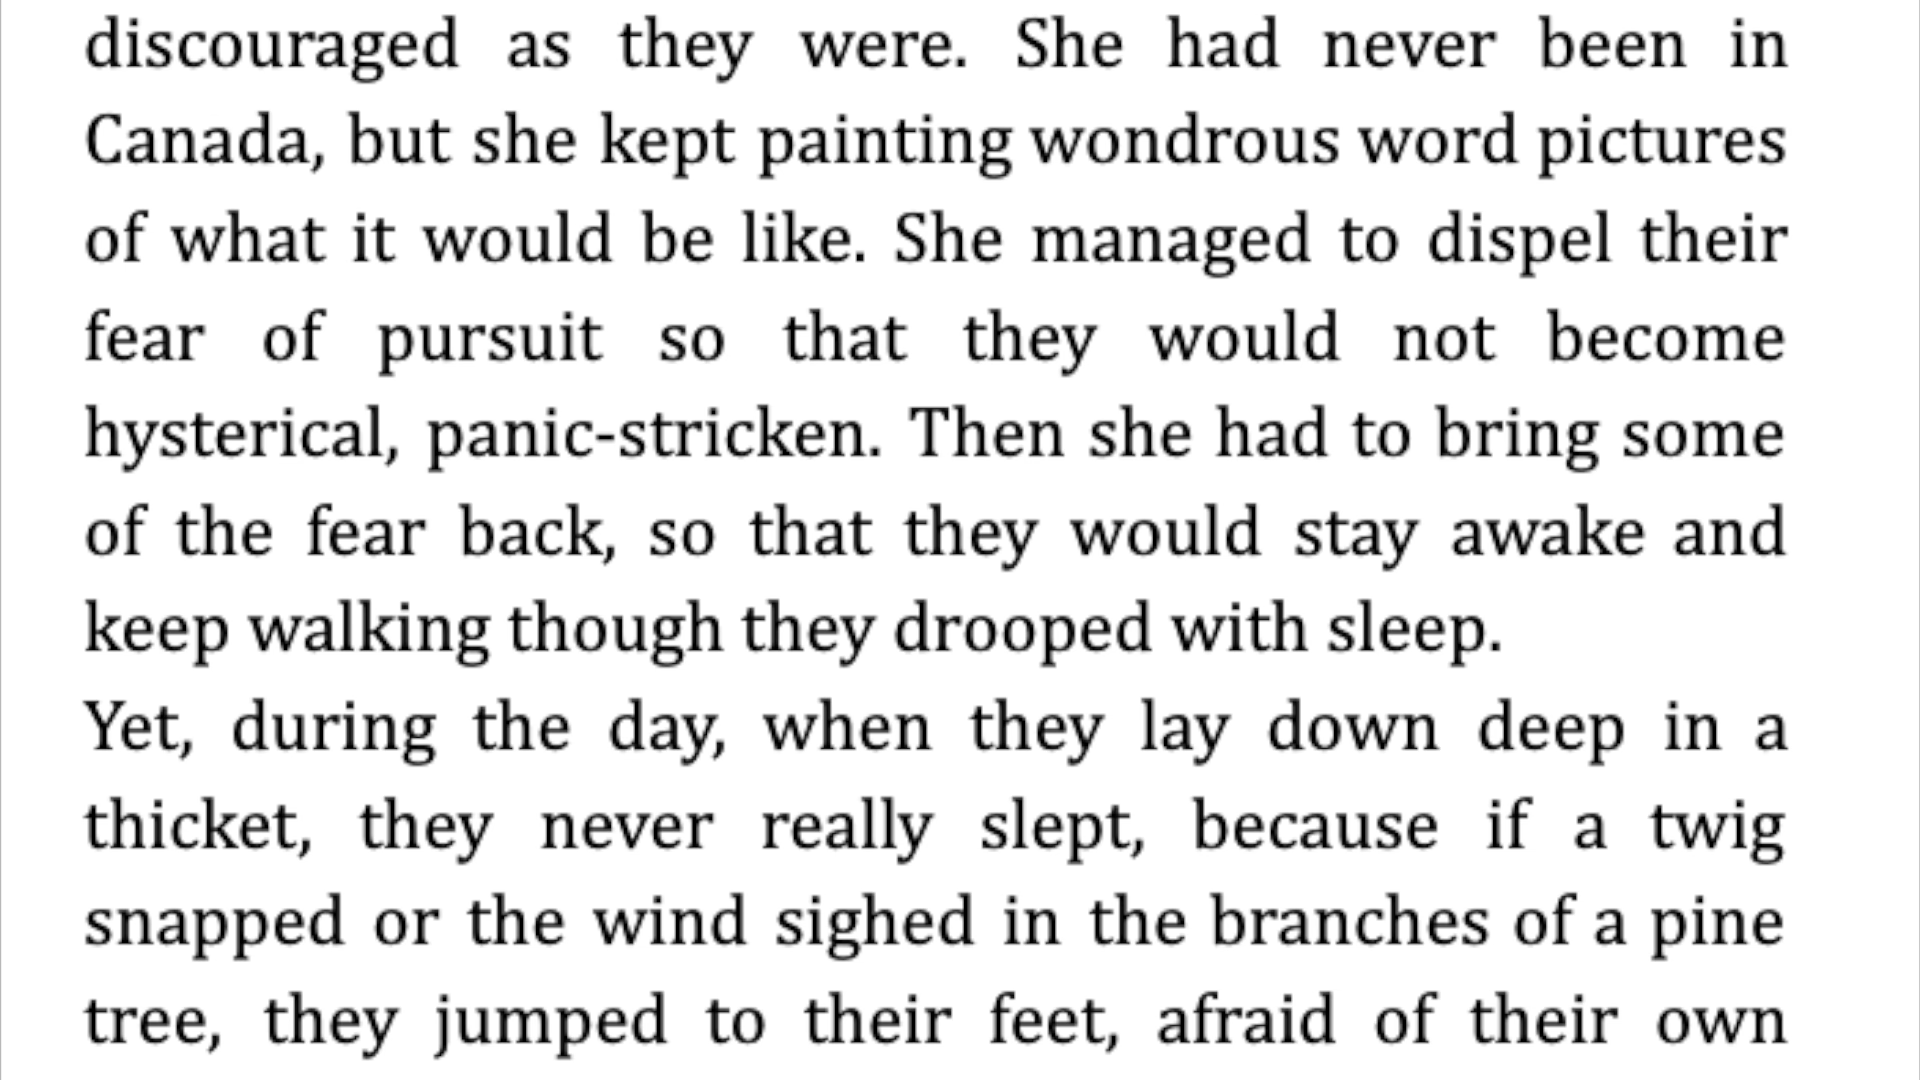 discouraged as they were. She had never been in
Canada, but she kept painting wondrous word pictures
of what it would be like. She managed to dispel their
fear of pursuit so that they would not become
hysterical, panic-stricken. Then she had to bring some
of the fear back, so that they would stay awake and
keep walking though they drooped with sleep.
Yet, during the day, when they lay down deep in a
thicket, they never really slept, because if a twig
snapped or the wind sighed in the branches of a pine
tree, they jumped to their feet, afraid of their own